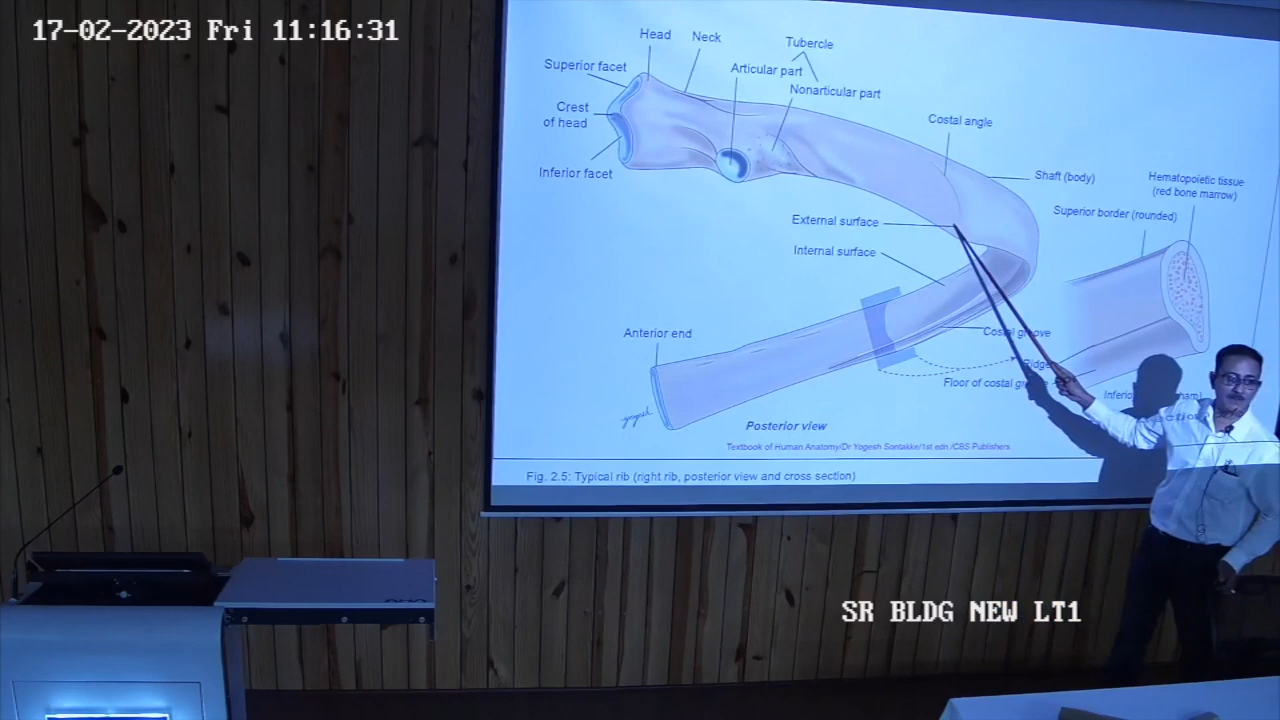 17-02-2023 Fri 11:16:31
Head
Neck
Tubercle
Superior facet
Articular part
Nonarticular part
Crest
of head
Costal angle
Inferior facet
Shaft (body)
Hematopoietic tissue
(red bone marrow)
Superior border (rounded)
External surface
Internal surface
Anterior end
Costal groove
Ridge
Floor of costal
Posterior view
Textbook of Human Anatomy/Dr Yogesh Sontakke/1st edn /CBS Publishers
Fig. 2.5: Typical rib (right rib, posterior view and cross section)
SR BLDG NEW LT1